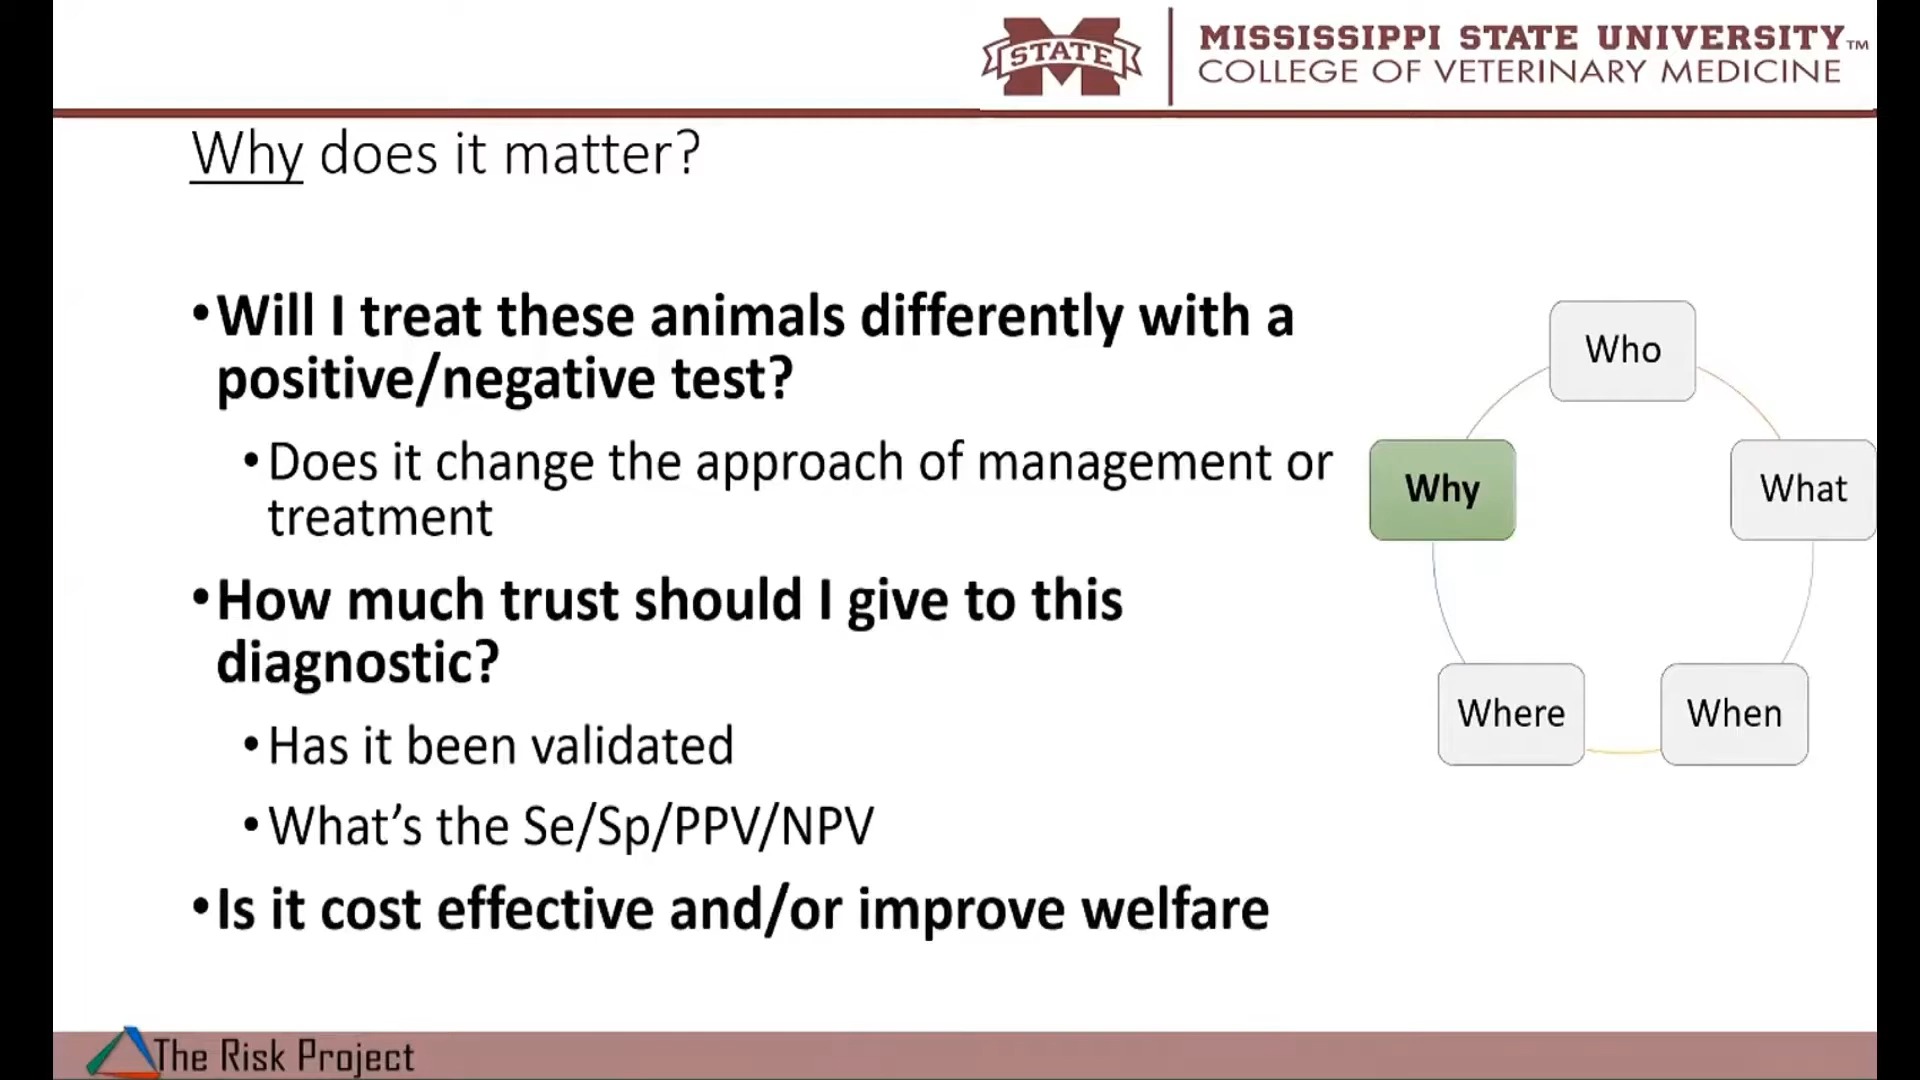 STATE
MISSISSIPPI STATE UNIVERSITY™
COLLEGE OF VETERINARY MEDICINE
Why does it matter?
•Will I treat these animals differently with a
positive/negative test?
•Does it change the approach of management or
treatment
•How much trust should I give to this
diagnostic?
•Has it been validated
•What’s the Se/Sp/PPV/NPV
•Is it cost effective and/or improve welfare
Who
What
When
Where
Why
The Risk Project